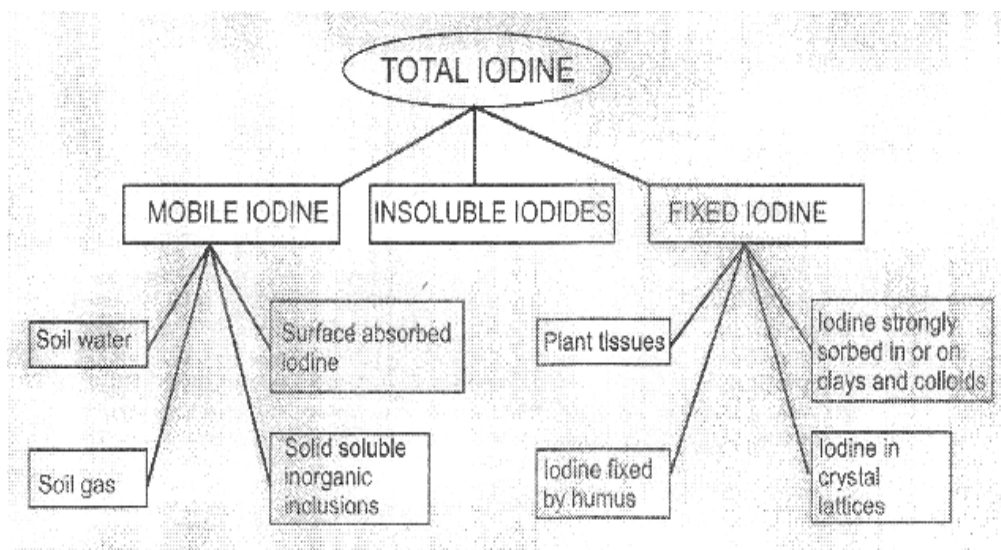 TOTAL IODINE
MOBILE IODINE
INSOLUBLE IODIDES
FIXED IODINE
Soil water
Surface absorbed
iodine
Plant tissues
Iodine strongly
sorbed in or on
clays and colloids
Soil gas
Solid soluble
inorganic
inclusions
Iodine fixed
by humus
Iodine in
crystal
lattices